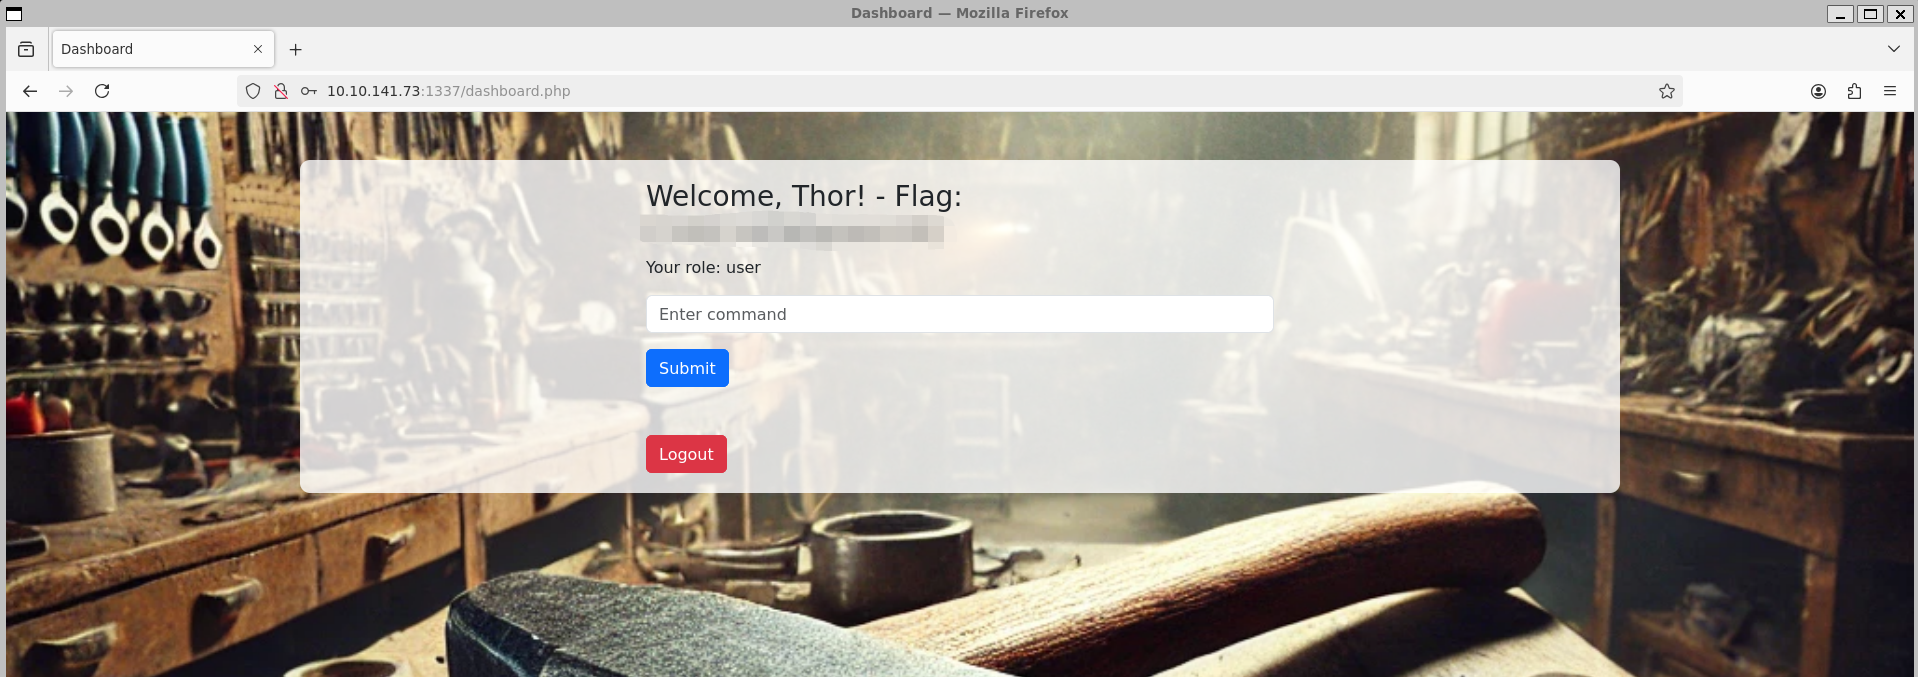 Dashboard — Mozilla Firefox
Dashboard
10.10.141.73:1337/dashboard.php
Welcome, Thor! - Flag:
Your role: user
Enter command
Submit
Logout